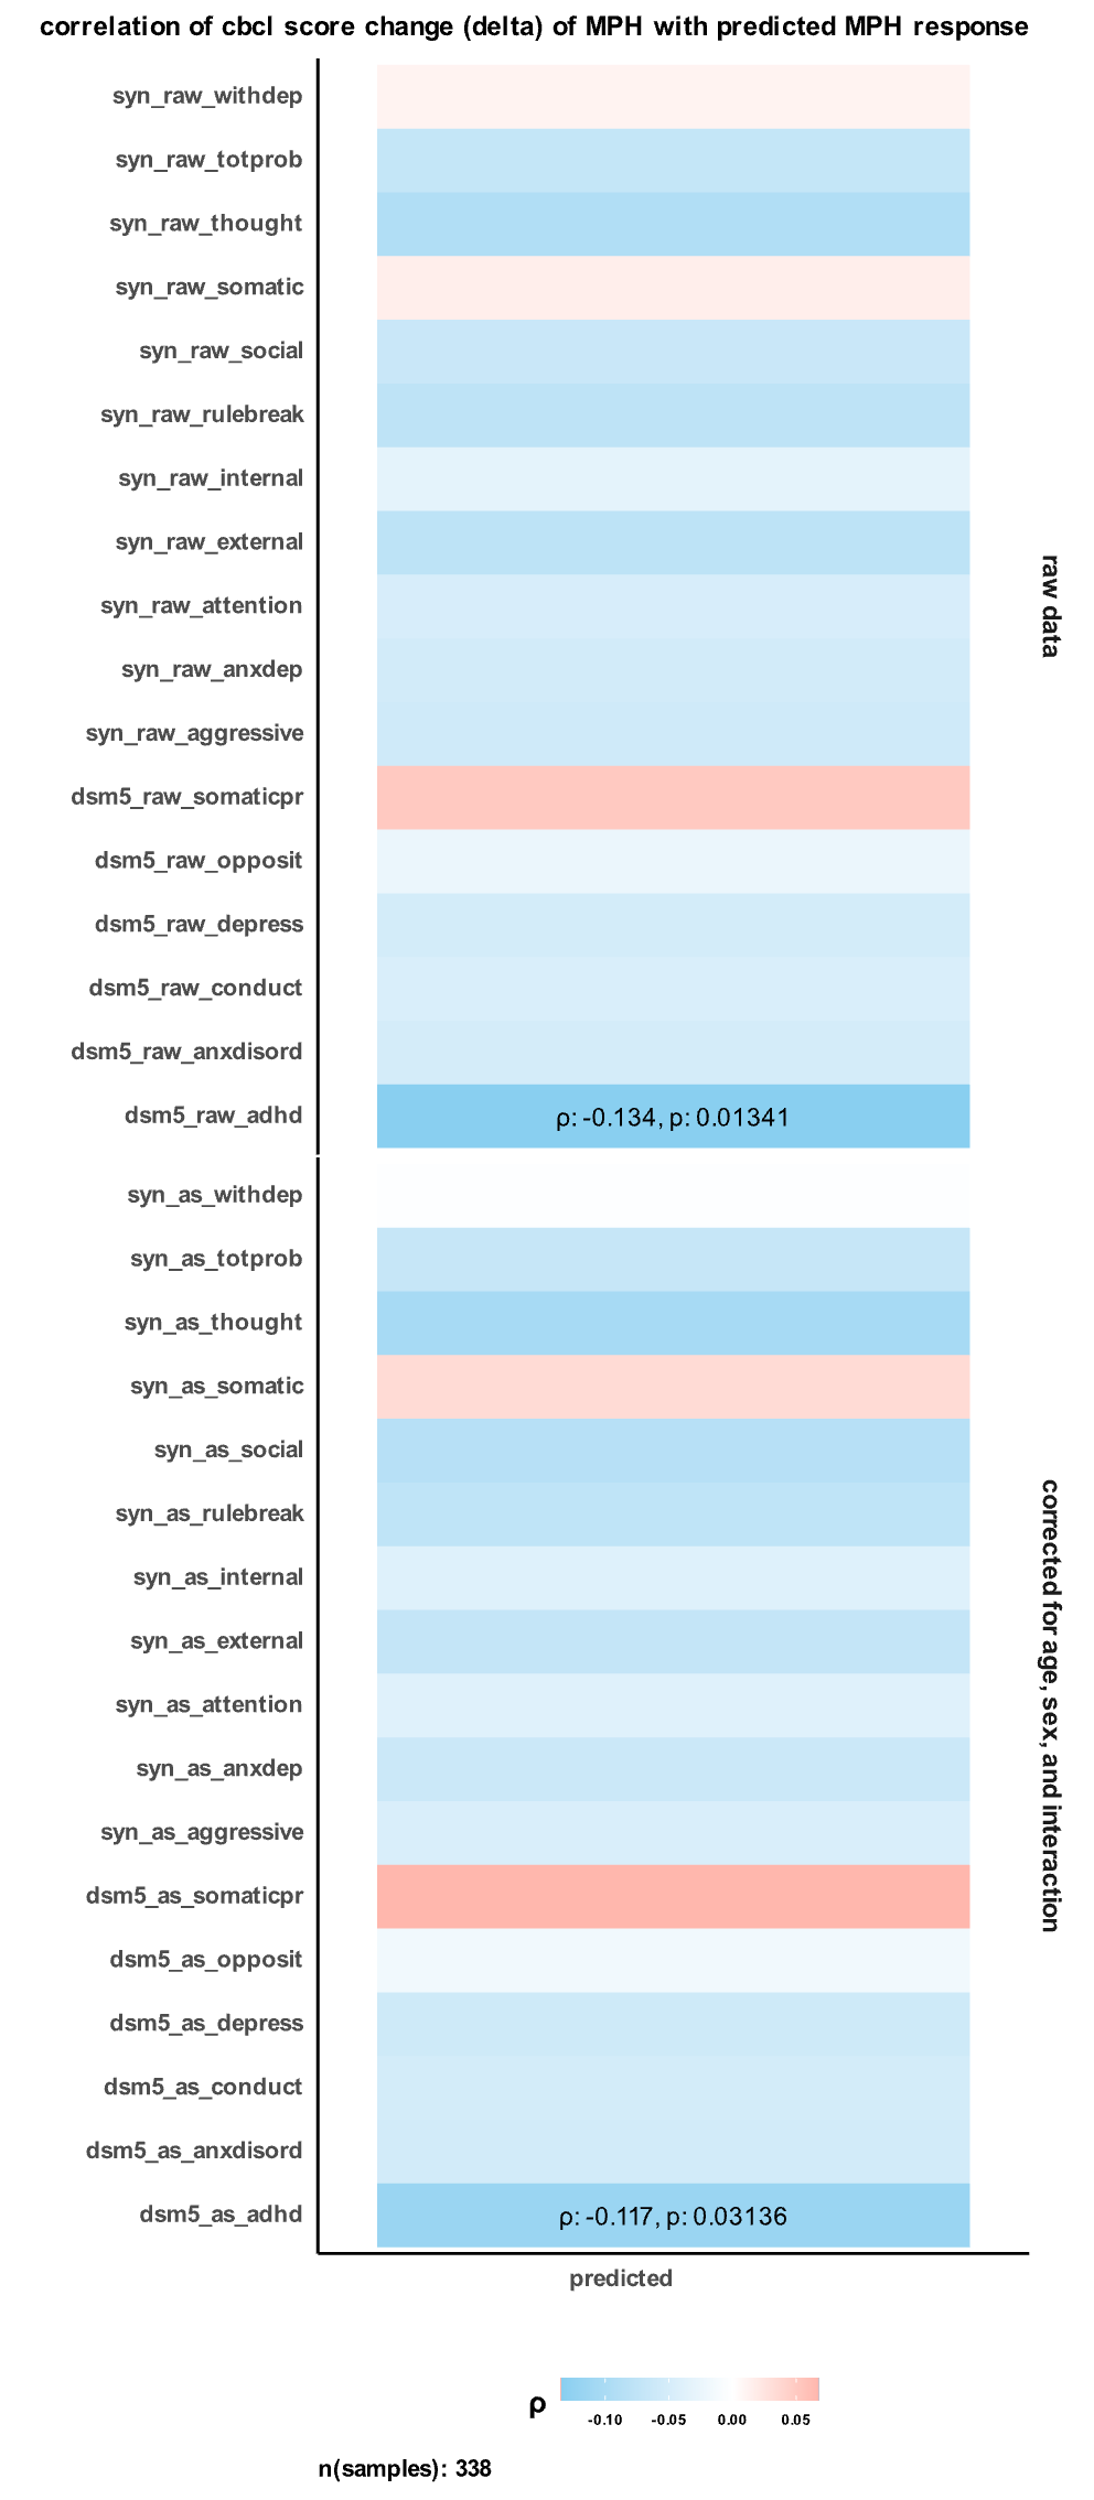 correlation of cbcl score change (delta) of MPH with predicted MPH response
syn_raw_withdep
syn_raw_totprob
syn_raw_thought
syn_raw_somatic
syn_raw_social
syn_raw_rulebreak
syn_raw_internal
syn_raw_external
syn_raw_attention
syn_raw_anxdep
syn_raw_aggressive
dsm5_raw_somaticpr
dsm5_raw_opposit
dsm5_raw_depress
dsm5_raw_conduct
dsm5_raw_anxdisord
dsm5_raw_adhd
ρ: -0.134, p: 0.01341
raw data
syn_as_withdep
syn_as_totprob
syn_as_thought
syn_as_somatic
syn_as_social
syn_as_rulebreak
syn_as_internal
syn_as_external
syn_as_attention
syn_as_anxdep
syn_as_aggressive
dsm5_as_somaticpr
dsm5_as_opposit
dsm5_as_depress
dsm5_as_conduct
dsm5_as_anxdisord
dsm5_as_adhd
ρ: -0.117, p: 0.03136
corrected for age, sex, and interaction
predicted
ρ
-0.10 -0.05 0.00 0.05
n(samples): 338